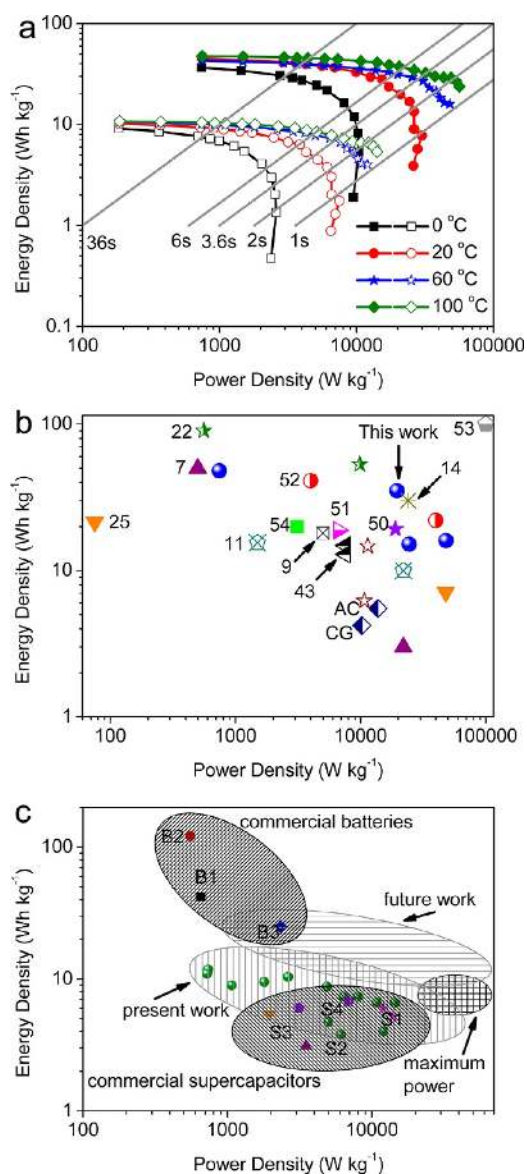 a
Energy Density (Wh kg⁻¹)
100
10
1
0.1
36s
6s
3.6s
2s
1s
0 °C
20 °C
60 °C
100 °C
100
1000
10000
100000
Power Density (W kg⁻¹)
b
Energy Density (Wh kg⁻¹)
100
10
1
22
7
25
52
This work
53
14
54
51
50
11
9
43
AC
CG
100
1000
10000
100000
Power Density (W kg⁻¹)
c
Energy Density (Wh kg⁻¹)
100
10
1
commercial batteries
B2
B1
B3
future work
present work
S4
S1
S3
S2
maximum
power
commercial supercapacitors
100
1000
10000
Power Density (W kg⁻¹)